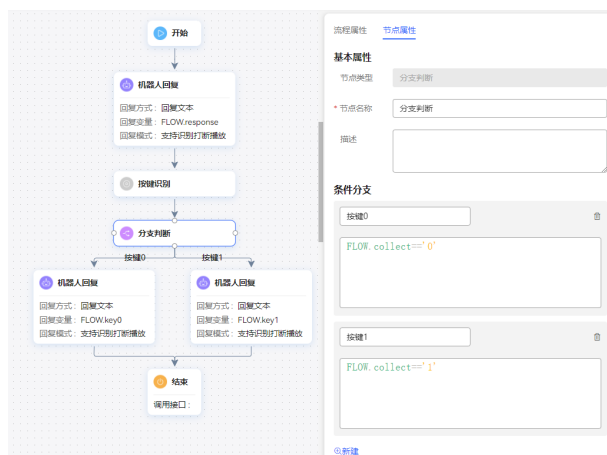 开始
机器人回复
回复方式： 回复文本
回复变量： FLOW.response
回复模式： 支持识别打断播放
按键识别
分支判断
按键0
按键1
机器人回复
回复方式： 回复文本
回复变量： FLOW.key0
回复模式： 支持识别打断播放
机器人回复
回复方式： 回复文本
回复变量： FLOW.key1
回复模式： 支持识别打断播放
结束
调用接口：
流程属性 节点属性
基本属性
节点类型 分支判断
* 节点名称 分支判断
描述
条件分支
按键0
FLOW.collect=='0'
按键1
FLOW.collect=='1'
新建